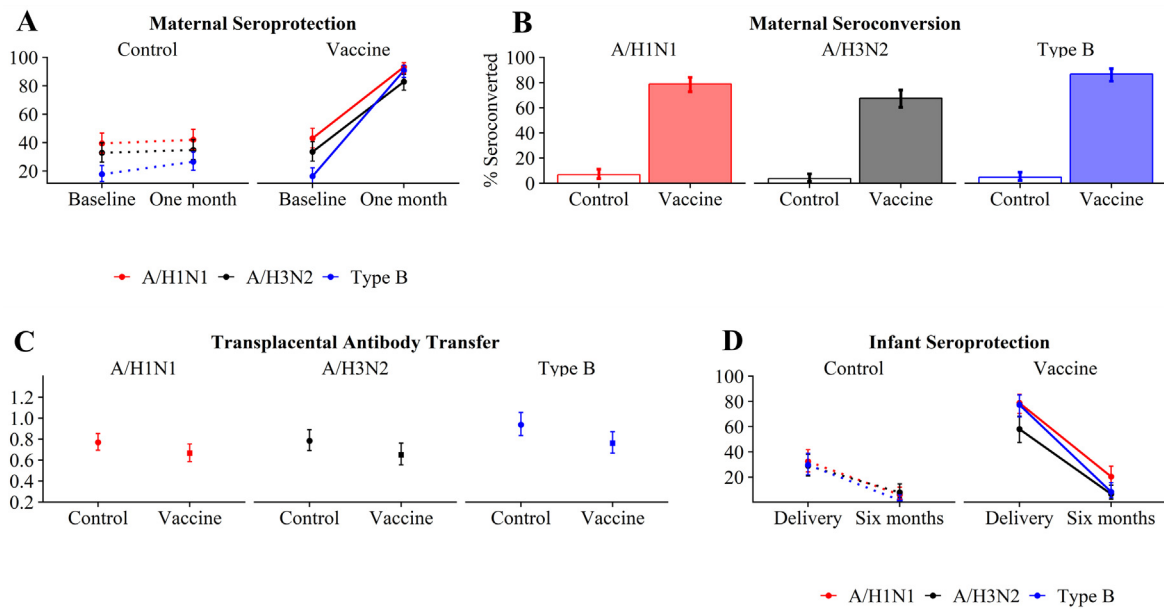 A
Maternal Seroprotection
Control Vaccine
100
80
60
40
20
Baseline One month Baseline One month
A/H1N1 A/H3N2 Type B
B
Maternal Seroconversion
A/H1N1 A/H3N2 Type B
% Seroconverted
100
80
60
40
20
0
Control Vaccine Control Vaccine Control Vaccine
C
Transplacental Antibody Transfer
A/H1N1 A/H3N2 Type B
1.2
1.0
0.8
0.6
0.4
0.2
Control Vaccine Control Vaccine Control Vaccine
D
Infant Seroprotection
Control Vaccine
100
80
60
40
20
Delivery Six months Delivery Six months
A/H1N1 A/H3N2 Type B